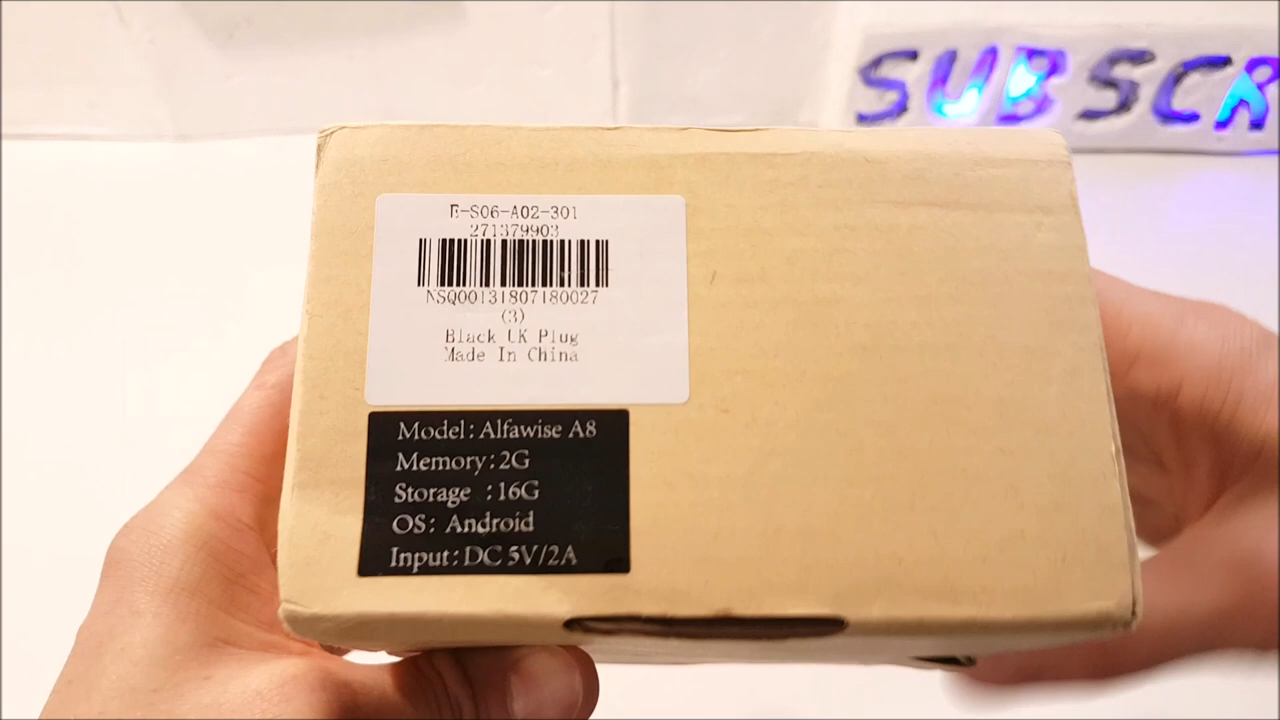 SUBSCR
E-S06-A02-301
271379903
NSQ00131807180027
(3)
Black UK Plug
Made In China
Model: Alfawise A8
Memory: 2G
Storage : 16G
OS: Android
Input: DC 5V/2A